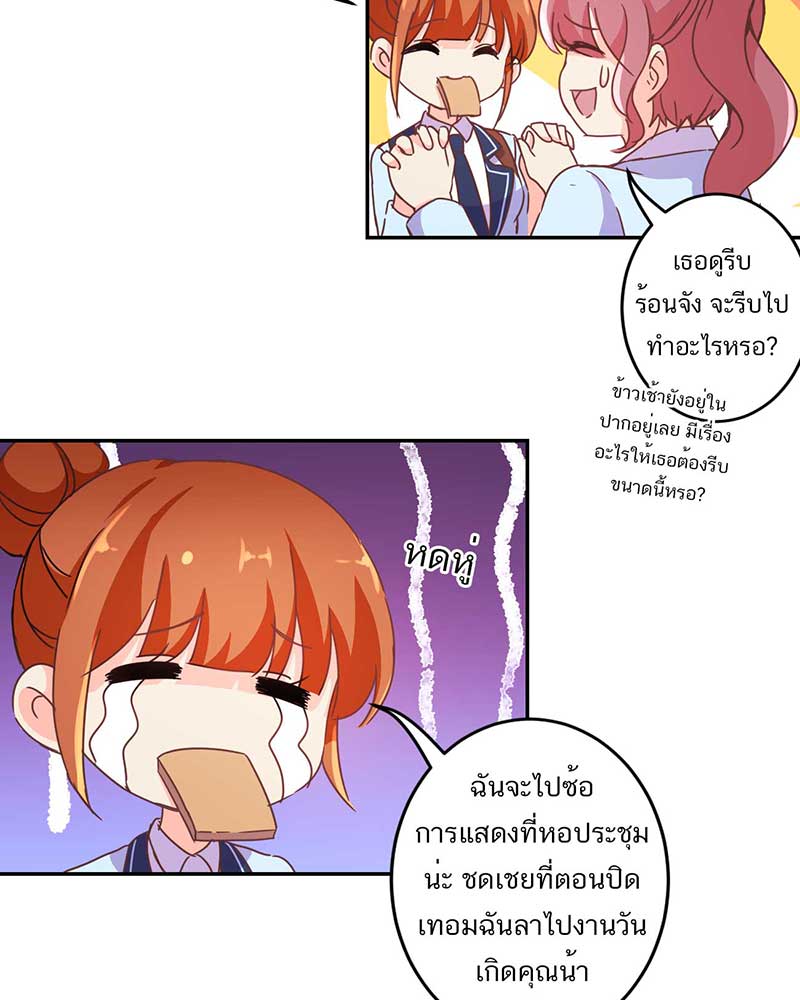 เธอดูรีบ
ร้อนจัง จะรีบไป
ทำอะไรหรอ?
ข้าวเช้ายังอยู่ใน
ปากอยู่เลย มีเรื่อง
อะไรให้เธอต้องรีบ
ขนาดนี้หรอ?
หดหู่
ฉันจะไปซ้อ
การแสดงที่หอประชุม
น่ะ ชดเชยที่ตอนปิด
เทอมฉันลาไปงานวัน
เกิดคุณน้า